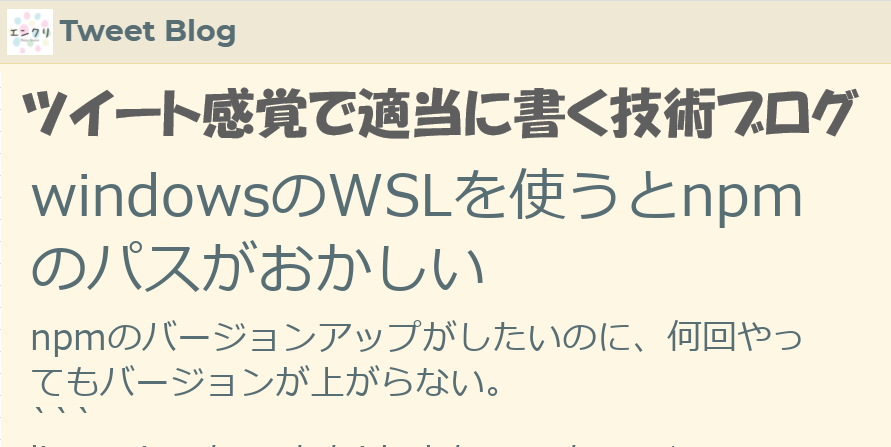 エンクリ
Tweet Blog
ツイート感覚で適当に書く技術ブログ
windowsのWSLを使うとnpm
のパスがおかしい
npmのバージョンアップがしたいのに、何回やっ
てもバージョンが上がらない。
```